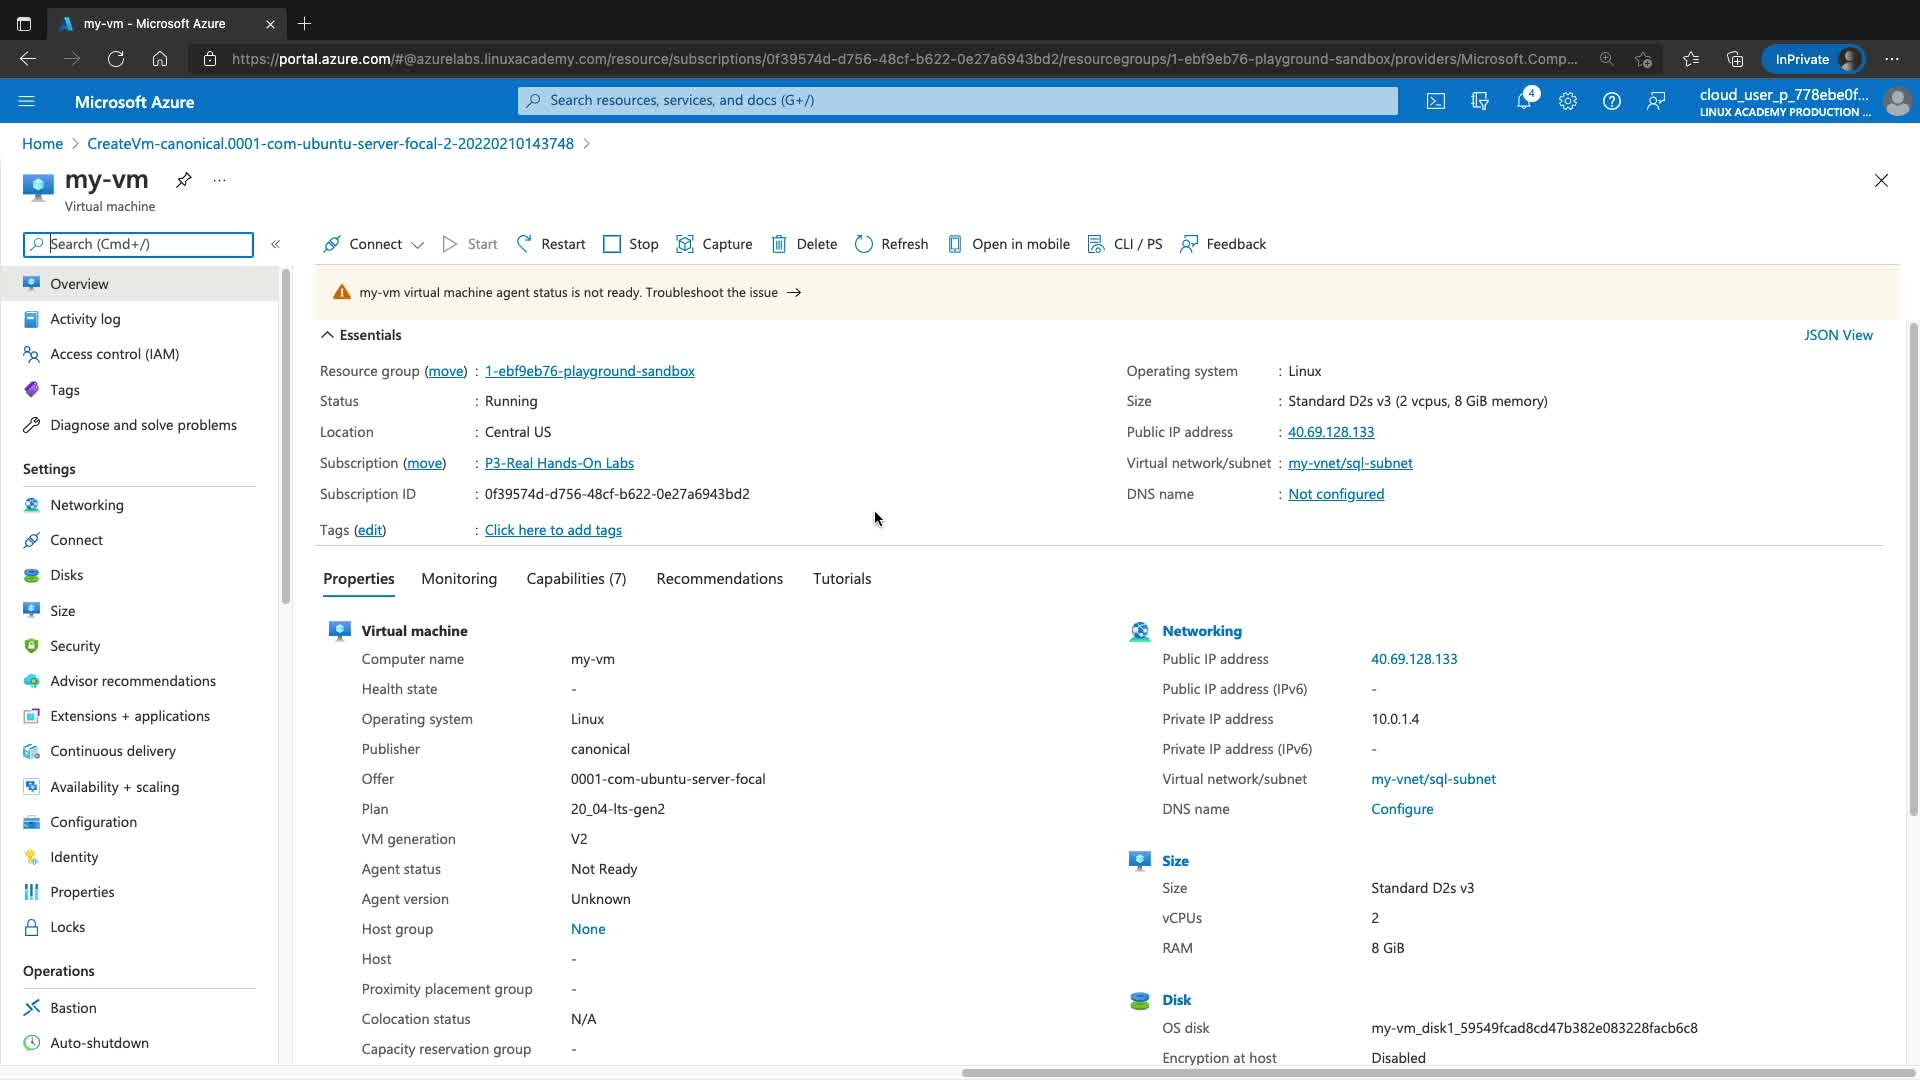 my-vm - Microsoft Azure
https://portal.azure.com/#@azurelabs.linuxacademy.com/resource/subscriptions/0f39574d-d756-48cf-b622-0e27a6943bd2/resourcegroups/1-ebf9eb76-playground-sandbox/providers/Microsoft.Comp...
InPrivate
Microsoft Azure
Search resources, services, and docs (G+/)
4
cloud_user_p_778ebe0f...
LINUX ACADEMY PRODUCTION ...
Home > CreateVm-canonical.0001-com-ubuntu-server-focal-2-20220210143748 >
my-vm ...
Virtual machine
Search (Cmd+/) «
Connect Start Restart Stop Capture Delete Refresh Open in mobile CLI / PS Feedback
my-vm virtual machine agent status is not ready. Troubleshoot the issue →
Overview
Activity log
Access control (IAM)
Tags
Diagnose and solve problems
Settings
Networking
Connect
Disks
Size
Security
Advisor recommendations
Extensions + applications
Continuous delivery
Availability + scaling
Configuration
Identity
Properties
Locks
Operations
Bastion
Auto-shutdown
Essentials
JSON View
Resource group (move) : 1-ebf9eb76-playground-sandbox
Status : Running
Location : Central US
Subscription (move) : P3-Real Hands-On Labs
Subscription ID : 0f39574d-d756-48cf-b622-0e27a6943bd2
Tags (edit) : Click here to add tags
Operating system : Linux
Size : Standard D2s v3 (2 vcpus, 8 GiB memory)
Public IP address : 40.69.128.133
Virtual network/subnet : my-vnet/sql-subnet
DNS name : Not configured
Properties Monitoring Capabilities (7) Recommendations Tutorials
Virtual machine
Computer name my-vm
Health state -
Operating system Linux
Publisher canonical
Offer 0001-com-ubuntu-server-focal
Plan 20_04-lts-gen2
VM generation V2
Agent status Not Ready
Agent version Unknown
Host group None
Host -
Proximity placement group -
Colocation status N/A
Capacity reservation group -
Networking
Public IP address 40.69.128.133
Public IP address (IPv6) -
Private IP address 10.0.1.4
Private IP address (IPv6) -
Virtual network/subnet my-vnet/sql-subnet
DNS name Configure
Size
Size Standard D2s v3
vCPUs 2
RAM 8 GiB
Disk
OS disk my-vm_disk1_59549fcad8cd47b382e083228facb6c8
Encryption at host Disabled